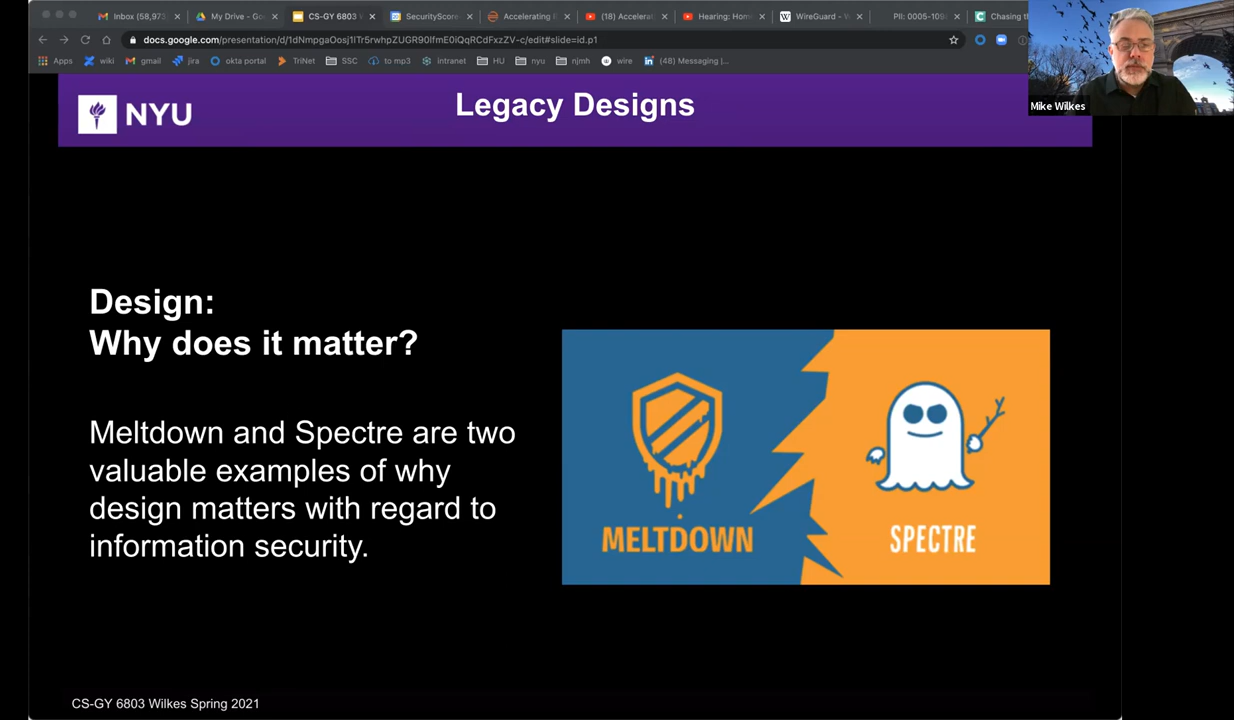 Inbox (58,973
My Drive - Goo
CS-GY 6803
SecurityScore
Accelerating
(18) Accelerat
Hearing: Hom
WireGuard - W
PII: 0005-109
Chasing th
docs.google.com/presentation/d/1dNmpgaOosj1iTr5rwhpZUGR90lfmE0iQqRCdFxzZV-c/edit#slide=id.p1
Apps
wiki
gmail
jira
okta portal
TriNet
SSC
to mp3
intranet
HU
nyu
njmh
wire
(48) Messaging |...
Mike Wilkes
NYU
Legacy Designs
Design:
Why does it matter?
Meltdown and Spectre are two
valuable examples of why
design matters with regard to
information security.
MELTDOWN
SPECTRE
CS-GY 6803 Wilkes Spring 2021